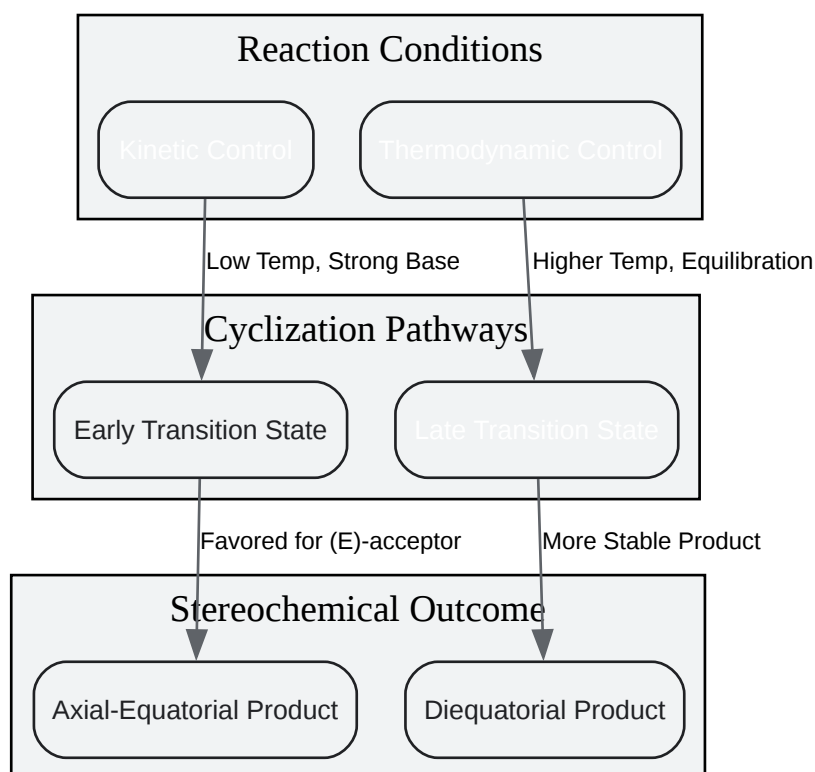 Reaction Conditions
Kinetic Control
Thermodynamic Control
Low Temp, Strong Base
Higher Temp, Equilibration
Cyclization Pathways
Early Transition State
Late Transition State
Favored for (E)-acceptor
More Stable Product
Stereochemical Outcome
Axial-Equatorial Product
Diequatorial Product